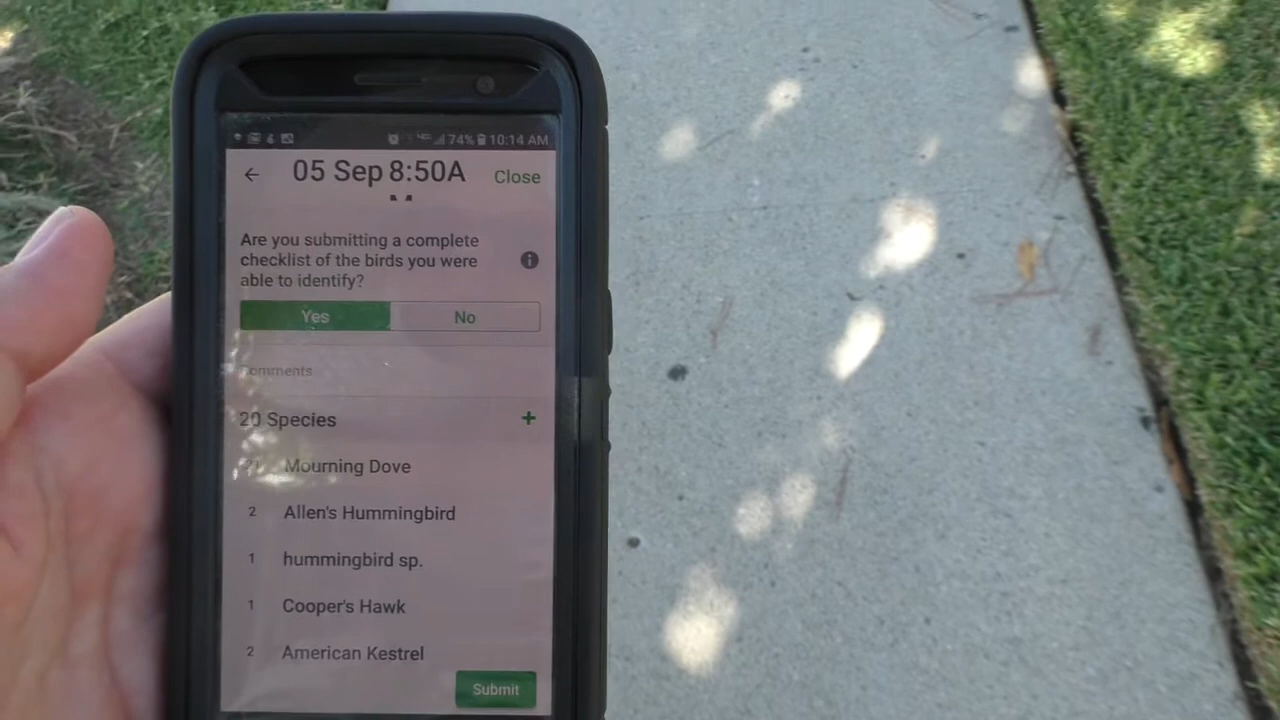 74% 10:14 AM
05 Sep 8:50A
Close
Are you submitting a complete
checklist of the birds you were
able to identify?
Yes No
Comments
20 Species +
21 Mourning Dove
2 Allen's Hummingbird
1 hummingbird sp.
1 Cooper's Hawk
2 American Kestrel
Submit